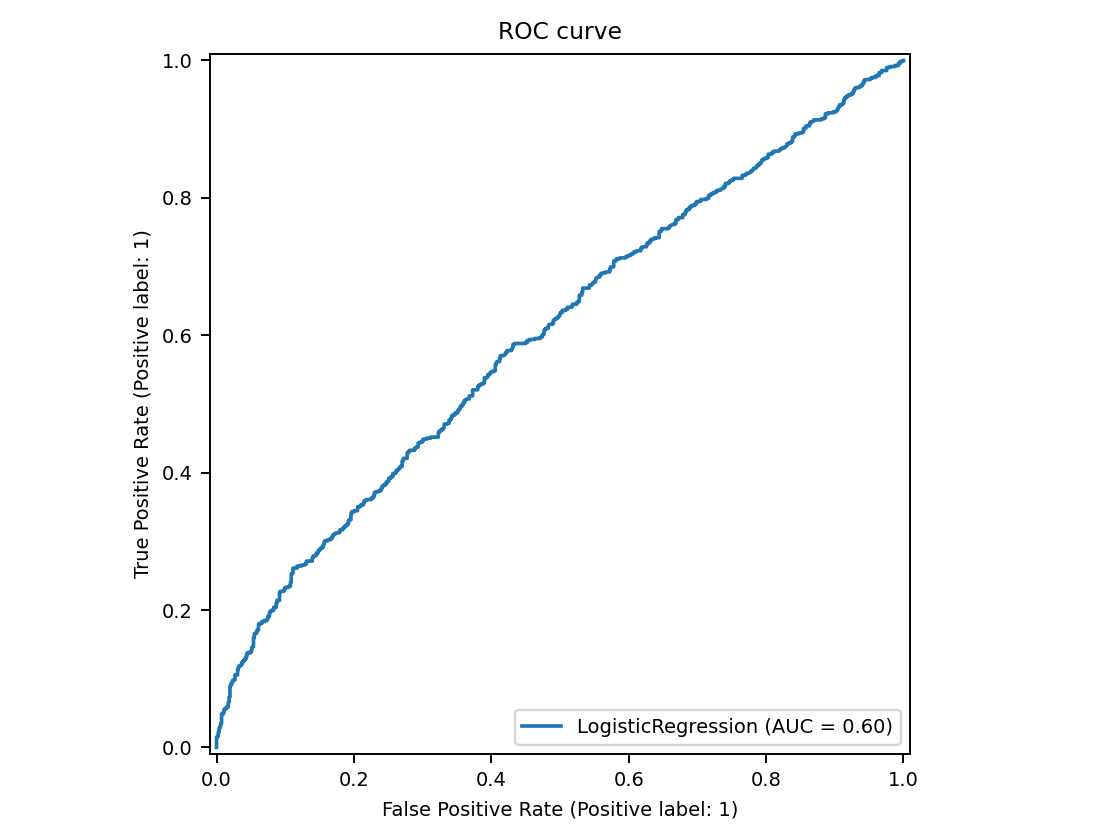 ROC curve
1.0
0.8
0.6
0.4
0.2
0.0
True Positive Rate (Positive label: 1)
LogisticRegression (AUC = 0.60)
0.0 0.2 0.4 0.6 0.8 1.0
False Positive Rate (Positive label: 1)